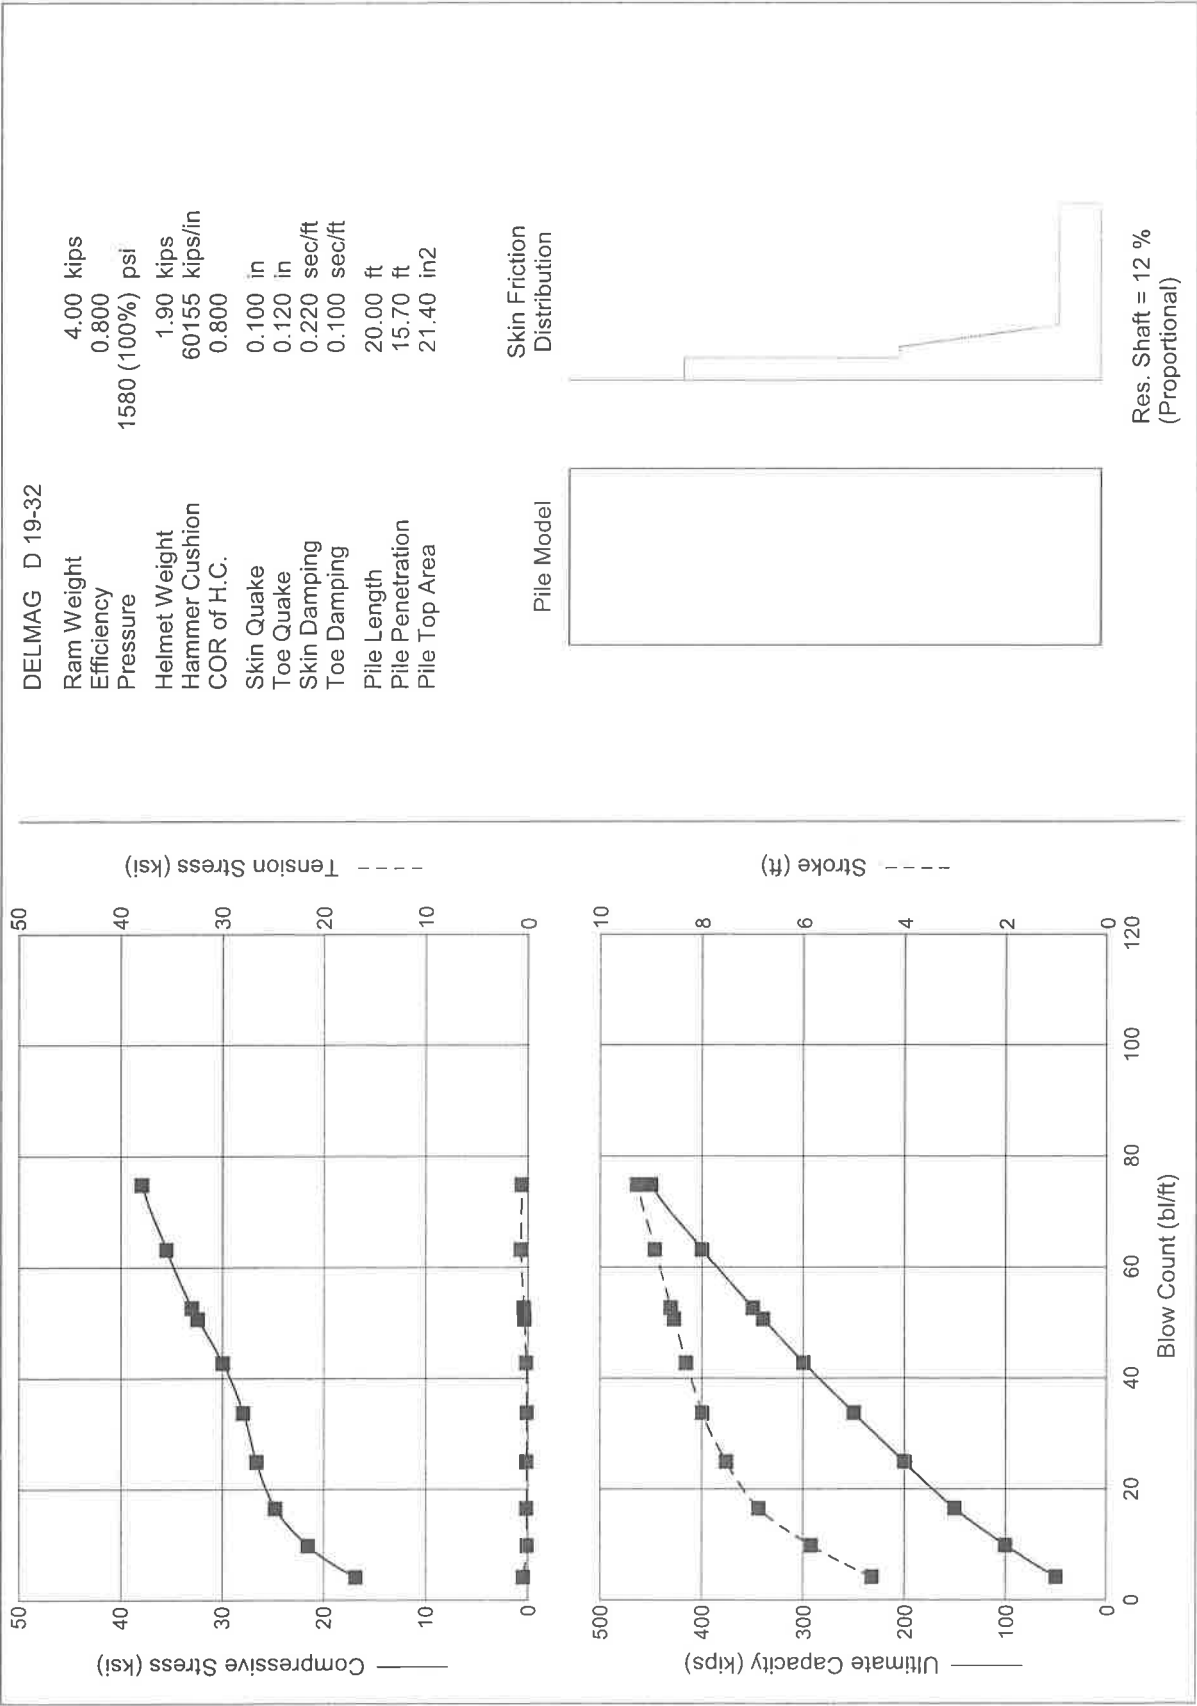 DELMAG D 19-32
Ram Weight 4.00 kips
Efficiency 0.800
Pressure 1580 (100%) psi
Helmet Weight 1.90 kips
Hammer Cushion 60155 kips/in
COR of H.C. 0.800
Skin Quake 0.100 in
Toe Quake 0.120 in
Skin Damping 0.220 sec/ft
Toe Damping 0.100 sec/ft
Pile Length 20.00 ft
Pile Penetration 15.70 ft
Pile Top Area 21.40 in2
Pile Model
Skin Friction
Distribution
Res. Shaft = 12 %
(Proportional)
Compressive Stress (ksi)
50
40
30
20
10
0
Tension Stress (ksi)
50
40
30
20
10
0
Ultimate Capacity (kips)
500
400
300
200
100
0
Stroke (ft)
10
8
6
4
2
0
0 20 40 60 80 100 120
Blow Count (bl/ft)